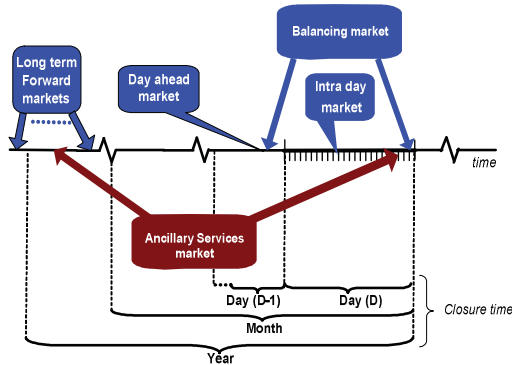 Balancing market
Long term
Forward
markets
Day ahead
market
Intra day
market
time
Ancillary Services
market
Day (D-1)
Day (D)
Closure time
Month
Year